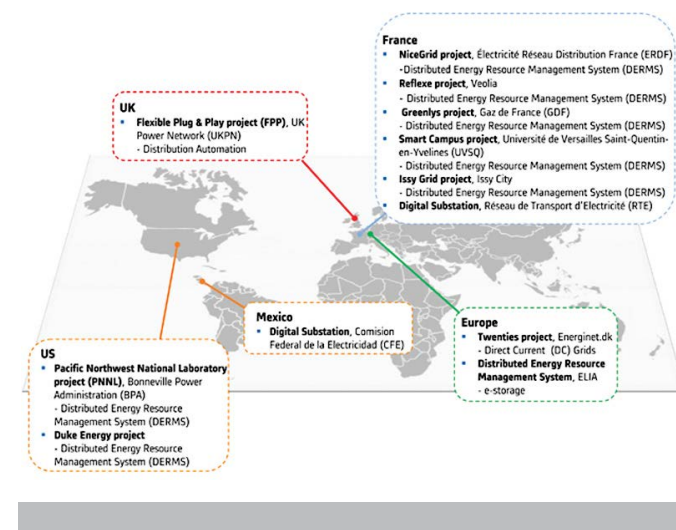 France
▪ NiceGrid project, Électricité Réseau Distribution France (ERDF)
-Distributed Energy Resource Management System (DERMS)
▪ Reflexe project, Veolia
- Distributed Energy Resource Management System (DERMS)
▪ Greenlys project, Gaz de France (GDF)
- Distributed Energy Resource Management System (DERMS)
▪ Smart Campus project, Université de Versailles Saint-Quentin-
en-Yvelines (UVSQ)
- Distributed Energy Resource Management System (DERMS)
▪ Issy Grid project, Issy City
- Distributed Energy Resource Management System (DERMS)
▪ Digital Substation, Réseau de Transport d'Electricité (RTE)
UK
▪ Flexible Plug & Play project (FPP), UK
Power Network (UKPN)
- Distribution Automation
Mexico
▪ Digital Substation, Comision
Federal de la Electricidad (CFE)
Europe
▪ Twenties project, Energinet.dk
- Direct Current (DC) Grids
▪ Distributed Energy Resource
Management System, ELIA
- e-storage
US
▪ Pacific Northwest National Laboratory
project (PNNL), Bonneville Power
Administration (BPA)
- Distributed Energy Resource
Management System (DERMS)
▪ Duke Energy project
- Distributed Energy Resource
Management System (DERMS)